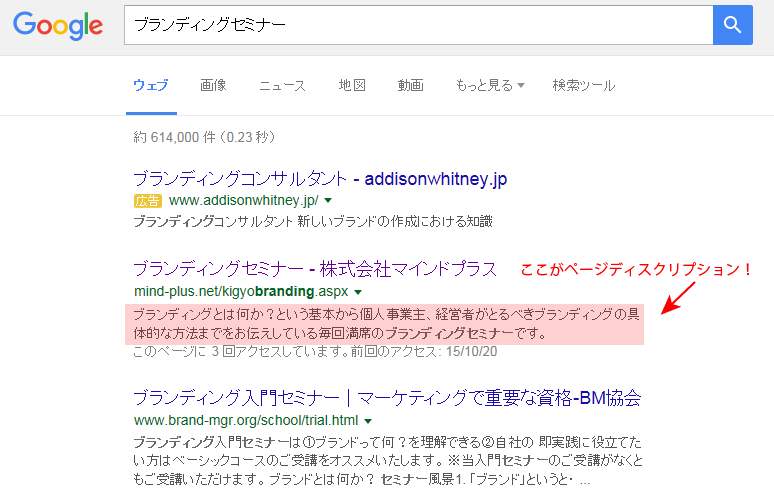 Google ブランディングセミナー
ウェブ 画像 ニュース 地図 動画 もっと見る 検索ツール
約 614,000 件 (0.23 秒)
ブランディングコンサルタント - addisonwhitney.jp
広告 www.addisonwhitney.jp/
ブランディングコンサルタント 新しいブランドの作成における知識
ブランディングセミナー - 株式会社マインドプラス ここがページディスクリプション！
mind-plus.net/kigyobranding.aspx
ブランディングとは何か？という基本から個人事業主、経営者がとるべきブランディングの具
体的な方法までをお伝えしている毎回満席のブランディングセミナーです。
このページに 3 回アクセスしています。前回のアクセス: 15/10/20
ブランディング入門セミナー｜マーケティングで重要な資格-BM協会
www.brand-mgr.org/school/trial.html
ブランディング入門セミナーは①ブランドって何？を理解できる②自社の 即実践に役立てた
い方はベーシックコースのご受講をオススメいたします。 ※当入門セミナーのご受講がなくと
もご受講いただけます。 ブランドとは何か？ セミナー風景1. 「ブランド」というと・ ...